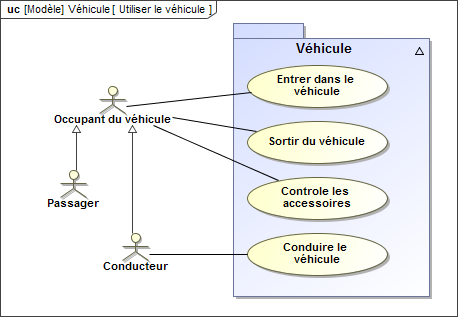 uc [Modèle] Véhicule [ Utiliser le véhicule ]
Véhicule
Entrer dans le
véhicule
Occupant du véhicule
Sortir du véhicule
Controle les
accessoires
Passager
Conduire le
véhicule
Conducteur